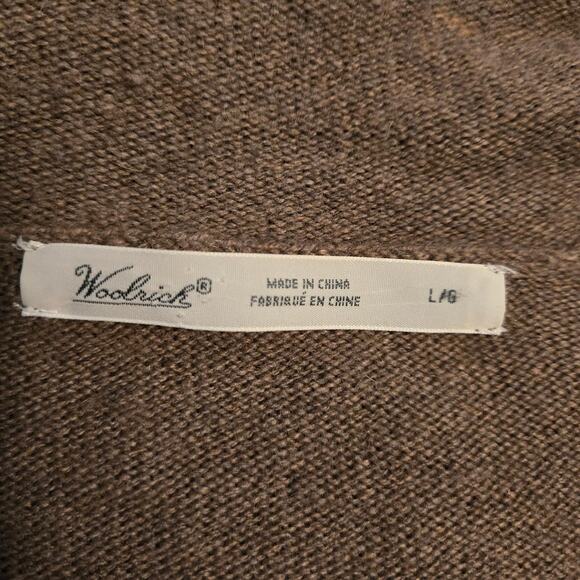 Woolrich®
MADE IN CHINA
FABRIQUÉ EN CHINE
L/G